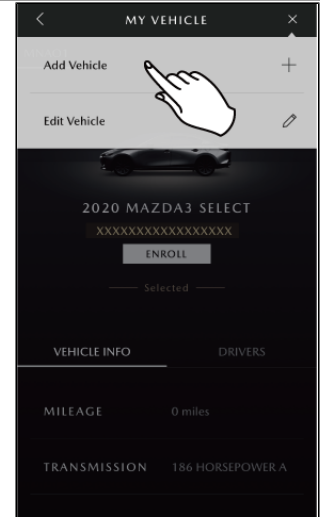 MY VEHICLE
Add Vehicle
Edit Vehicle
2020 MAZDA3 SELECT
XXXXXXXXXXXXXXXXX
ENROLL
Selected
VEHICLE INFO DRIVERS
MILEAGE 0 miles
TRANSMISSION 186 HORSEPOWER A